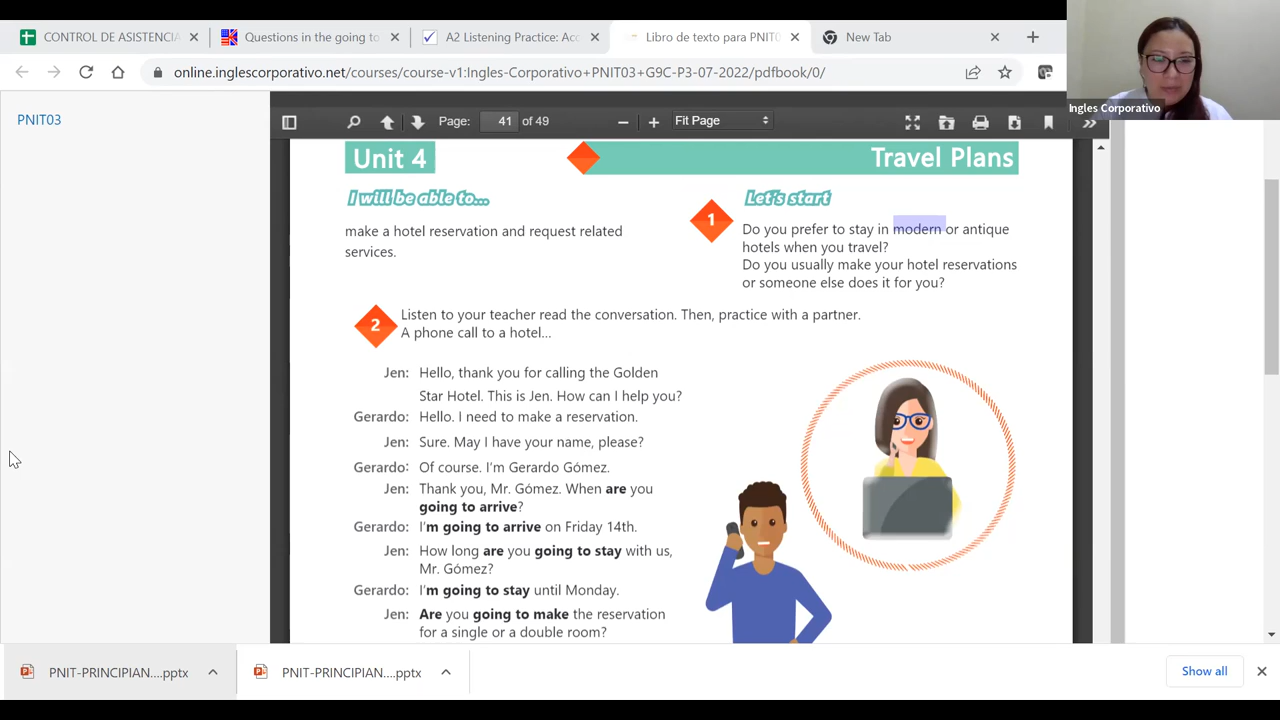 CONTROL DE ASISTENCIA
Questions in the going to
A2 Listening Practice: Acc
Libro de texto para PNIT0
New Tab
online.inglescorporativo.net/courses/course-v1:Ingles-Corporativo+PNIT03+G9C-P3-07-2022/pdfbook/0/
Ingles Corporativo
PNIT03
Page: 41 of 49
Fit Page
Unit 4
Travel Plans
I will be able to...
make a hotel reservation and request related
services.
1
Let's start
Do you prefer to stay in modern or antique
hotels when you travel?
Do you usually make your hotel reservations
or someone else does it for you?
2
Listen to your teacher read the conversation. Then, practice with a partner.
A phone call to a hotel...
Jen: Hello, thank you for calling the Golden
Star Hotel. This is Jen. How can I help you?
Gerardo: Hello. I need to make a reservation.
Jen: Sure. May I have your name, please?
Gerardo: Of course. I'm Gerardo Gómez.
Jen: Thank you, Mr. Gómez. When are you
going to arrive?
Gerardo: I'm going to arrive on Friday 14th.
Jen: How long are you going to stay with us,
Mr. Gómez?
Gerardo: I'm going to stay until Monday.
Jen: Are you going to make the reservation
for a single or a double room?
PNIT-PRINCIPIAN....pptx
PNIT-PRINCIPIAN....pptx
Show all